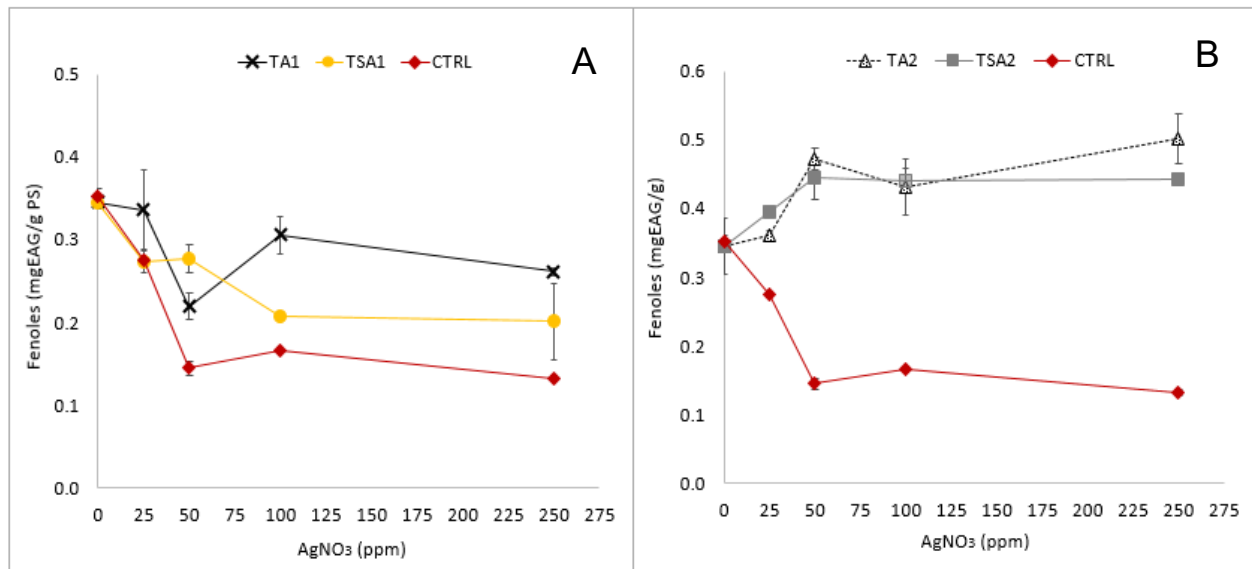 TA1 TSA1 CTRL
A
0.5
0.4
0.3
0.2
0.1
0.0
Fenoles (mgEAG/g PS)
0 25 50 75 100 125 150 175 200 225 250 275
AgNO₃ (ppm)
TA2 TSA2 CTRL
B
0.6
0.5
0.4
0.3
0.2
0.1
0.0
Fenoles (mgEAG/g)
0 25 50 75 100 125 150 175 200 225 250 275
AgNO₃ (ppm)